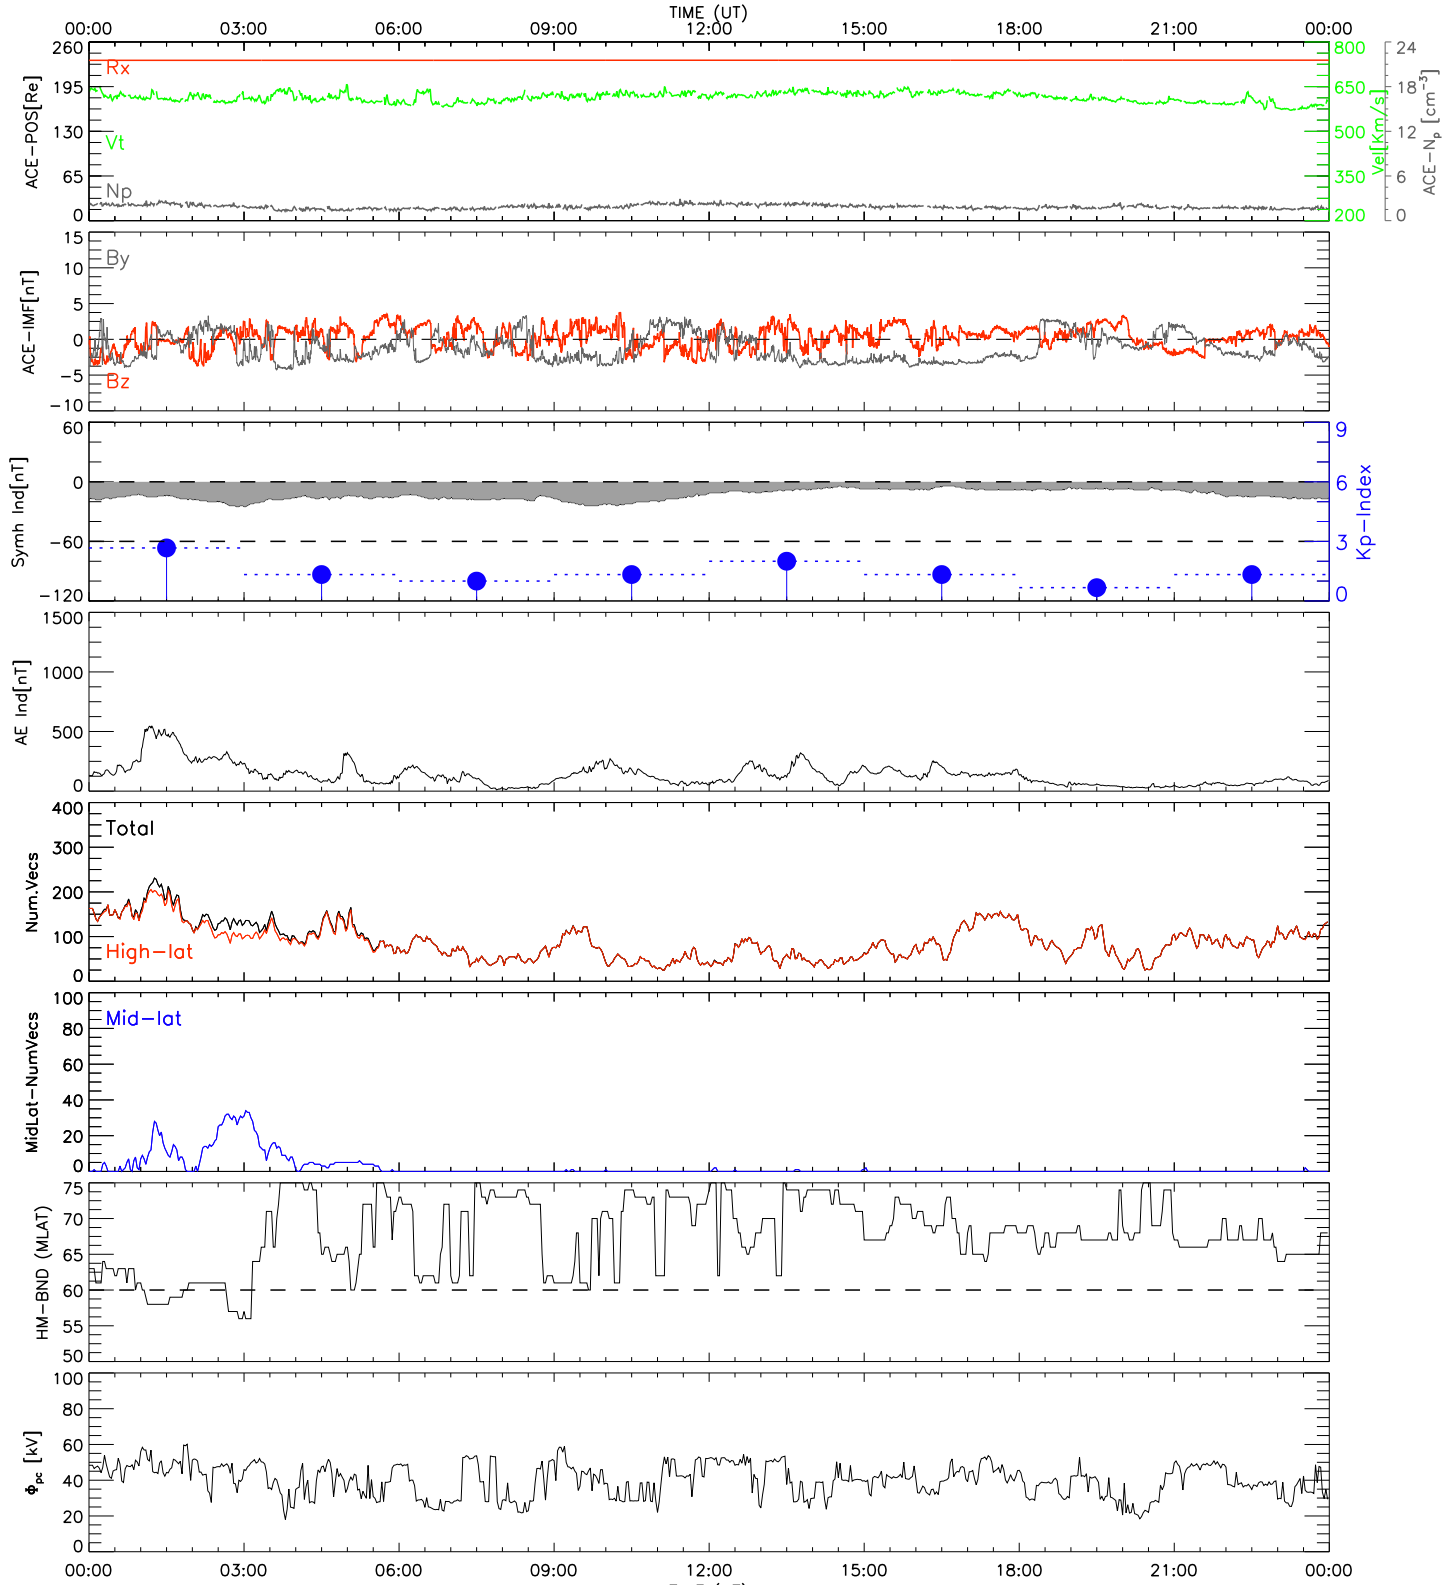 TIME (UT)
00:00 03:00 06:00 09:00 12:00 15:00 18:00 21:00 00:00
ACE-POS[Re]
260
195
130
65
0
Rx
Vt
Np
800
650
500
350
200
Vel[Km/s]
24
18
12
6
0
ACE-Np [cm⁻³]
ACE-IMF[nT]
15
10
5
0
-5
-10
By
Bz
Symh Ind[nT]
60
0
-60
-120
9
6
3
0
Kp-Index
AE Ind[nT]
1500
1000
500
0
Num.Vecs
400
300
200
100
0
Total
High-lat
MidLat-NumVecs
100
80
60
40
20
0
Mid-lat
HM-BND (MLAT)
75
70
65
60
55
50
Φpc [kV]
100
80
60
40
20
0
00:00 03:00 06:00 09:00 12:00 15:00 18:00 21:00 00:00